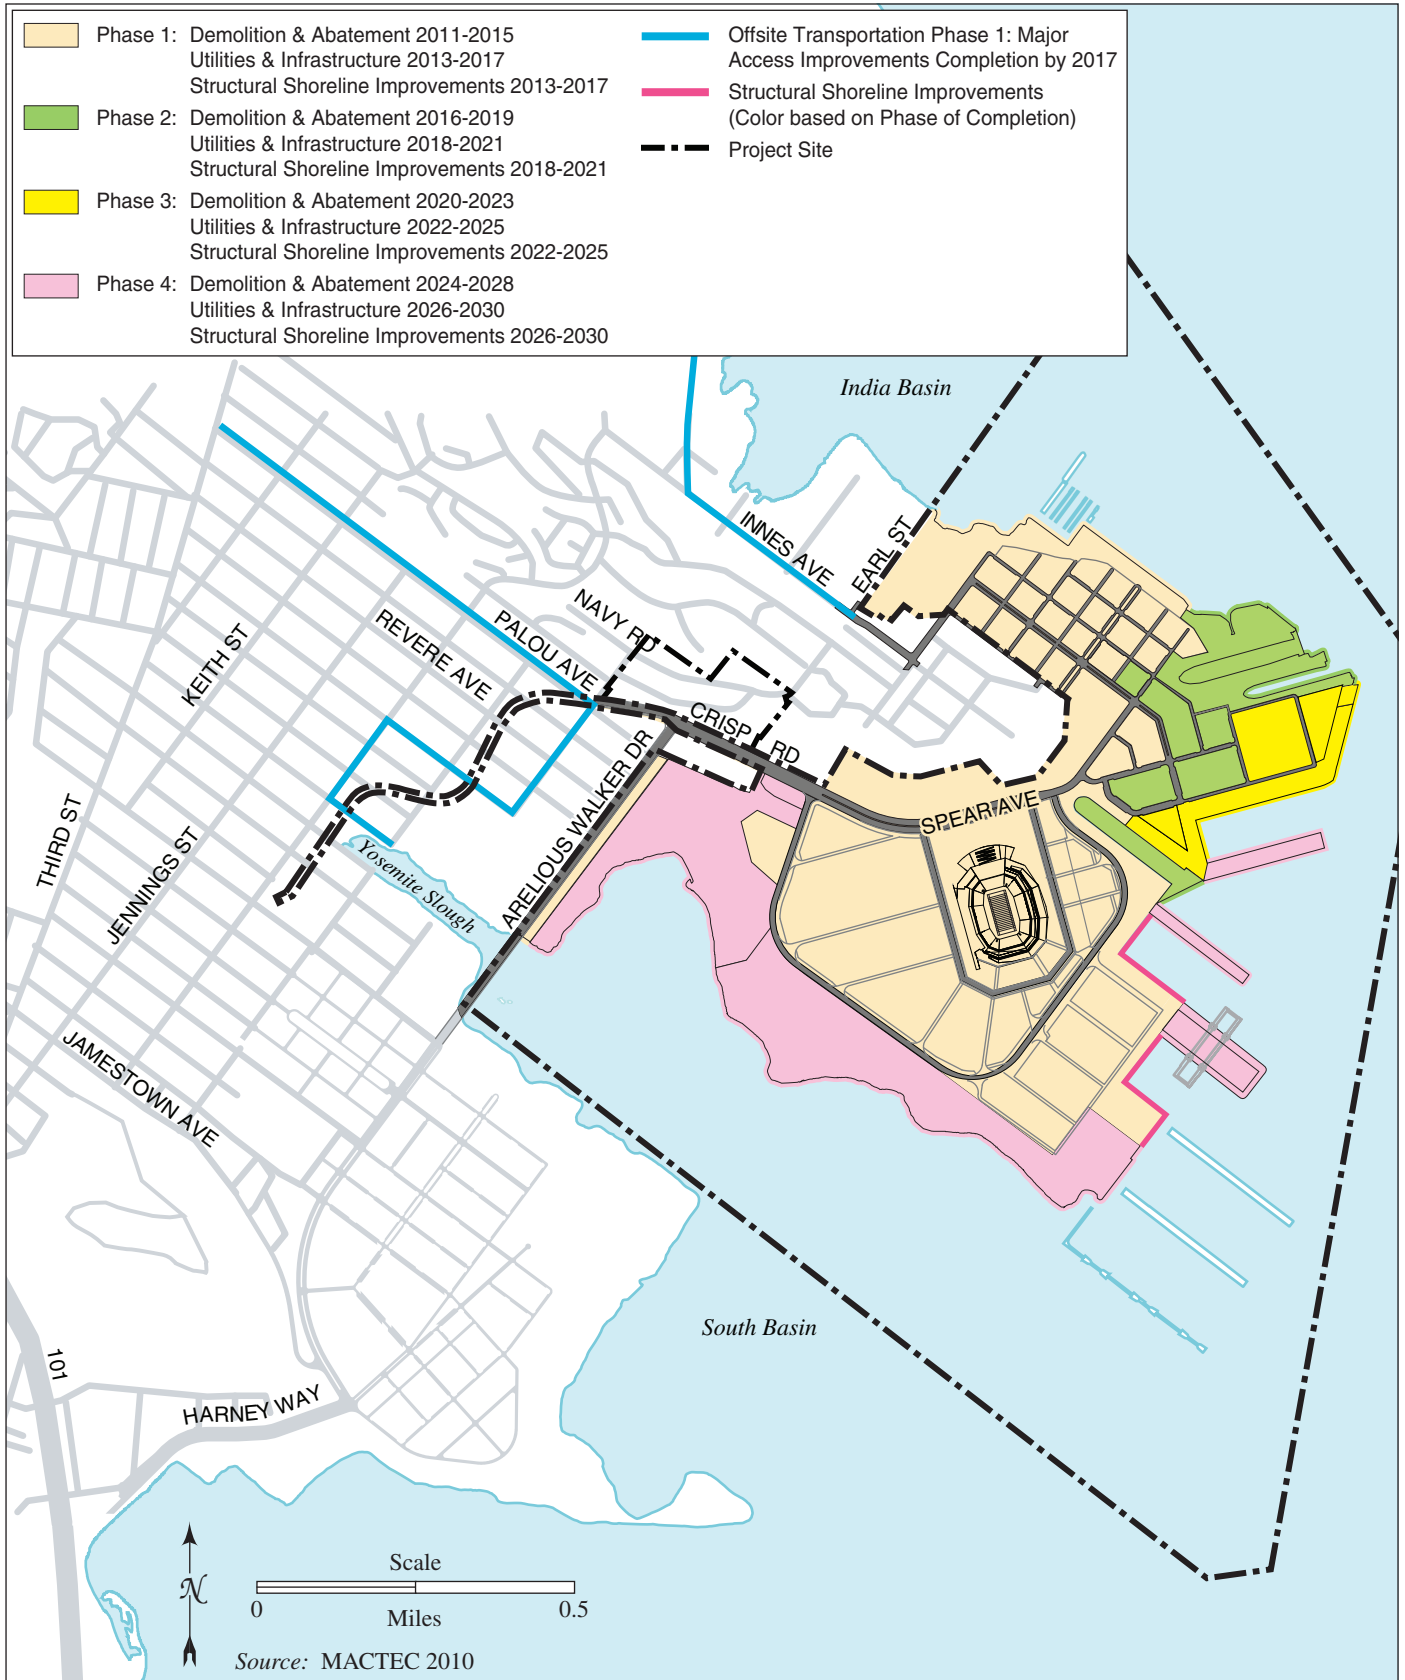 Phase 1: Demolition & Abatement 2011-2015
Utilities & Infrastructure 2013-2017
Structural Shoreline Improvements 2013-2017
Phase 2: Demolition & Abatement 2016-2019
Utilities & Infrastructure 2018-2021
Structural Shoreline Improvements 2018-2021
Phase 3: Demolition & Abatement 2020-2023
Utilities & Infrastructure 2022-2025
Structural Shoreline Improvements 2022-2025
Phase 4: Demolition & Abatement 2024-2028
Utilities & Infrastructure 2026-2030
Structural Shoreline Improvements 2026-2030
Offsite Transportation Phase 1: Major
Access Improvements Completion by 2017
Structural Shoreline Improvements
(Color based on Phase of Completion)
Project Site
India Basin
INNES AVE
EARL ST
NAVY RD
PALOU AVE
REVERE AVE
KEITH ST
CRISP RD
ARELIOUS WALKER DR
SPEAR AVE
THIRD ST
JENNINGS ST
Yosemite Slough
JAMESTOWN AVE
South Basin
101
HARNEY WAY
N
Scale
0
0.5
Miles
Source: MACTEC 2010